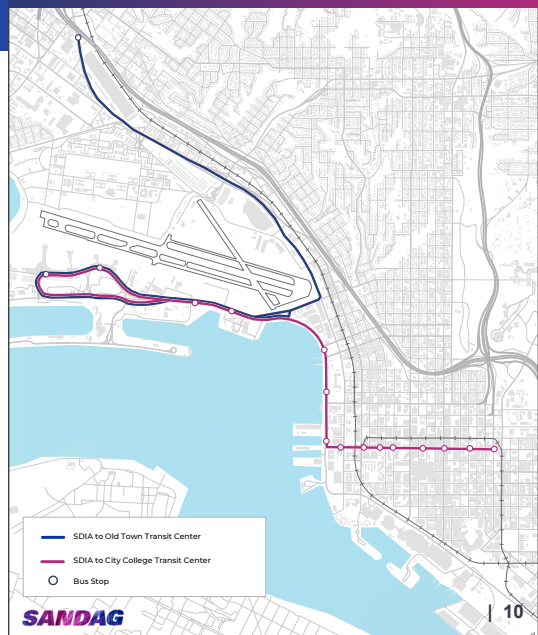 SDIA to Old Town Transit Center
SDIA to City College Transit Center
Bus Stop
SANDAG
| 10